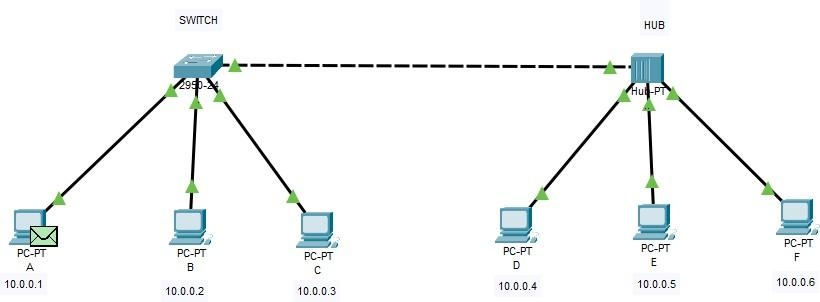 SWITCH
HUB
2950-24
Hub-PT
PC-PT
A
10.0.0.1
PC-PT
B
10.0.0.2
PC-PT
C
10.0.0.3
PC-PT
D
10.0.0.4
PC-PT
E
10.0.0.5
PC-PT
F
10.0.0.6